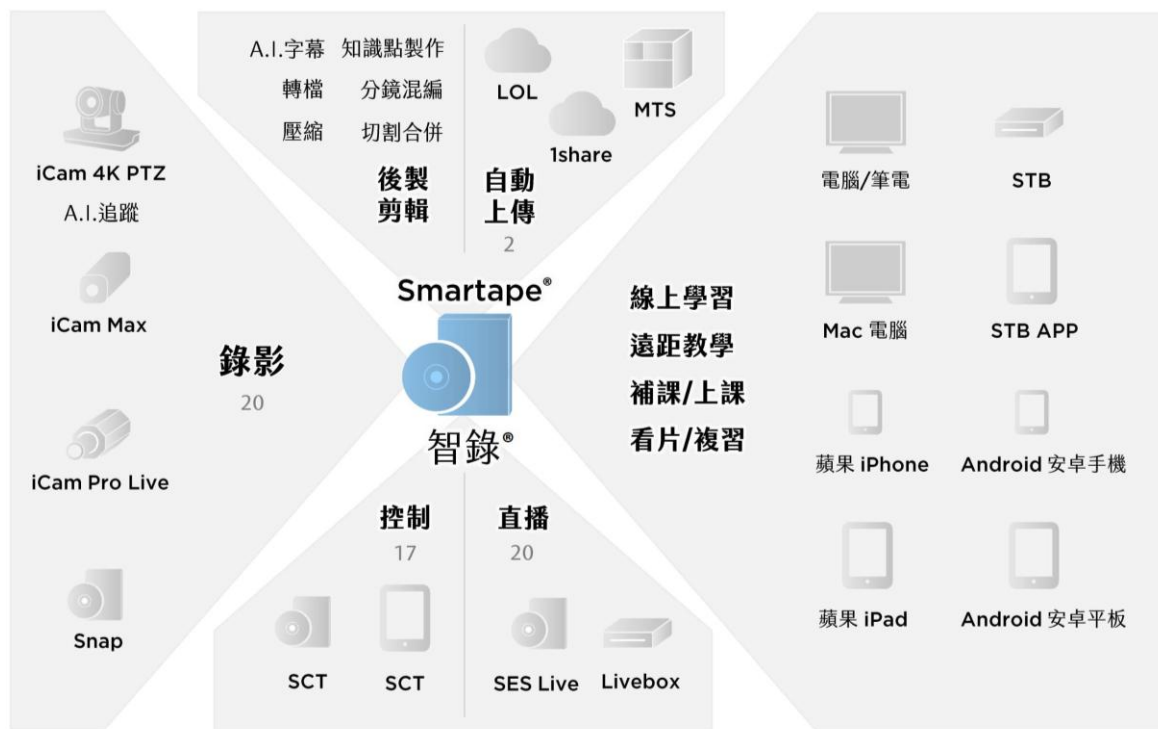 A.I.字幕 知識點製作
轉檔 分鏡混編
壓縮 切割合併
後製
剪輯
LOL
MTS
1share
自動
上傳
2
iCam 4K PTZ
A.I.追蹤
iCam Max
iCam Pro Live
Snap
錄影
20
Smartape®
智錄®
線上學習
遠距教學
補課/上課
看片/複習
電腦/筆電 STB
Mac 電腦 STB APP
蘋果 iPhone Android 安卓手機
蘋果 iPad Android 安卓平板
控制
17
SCT SCT
直播
20
SES Live Livebox